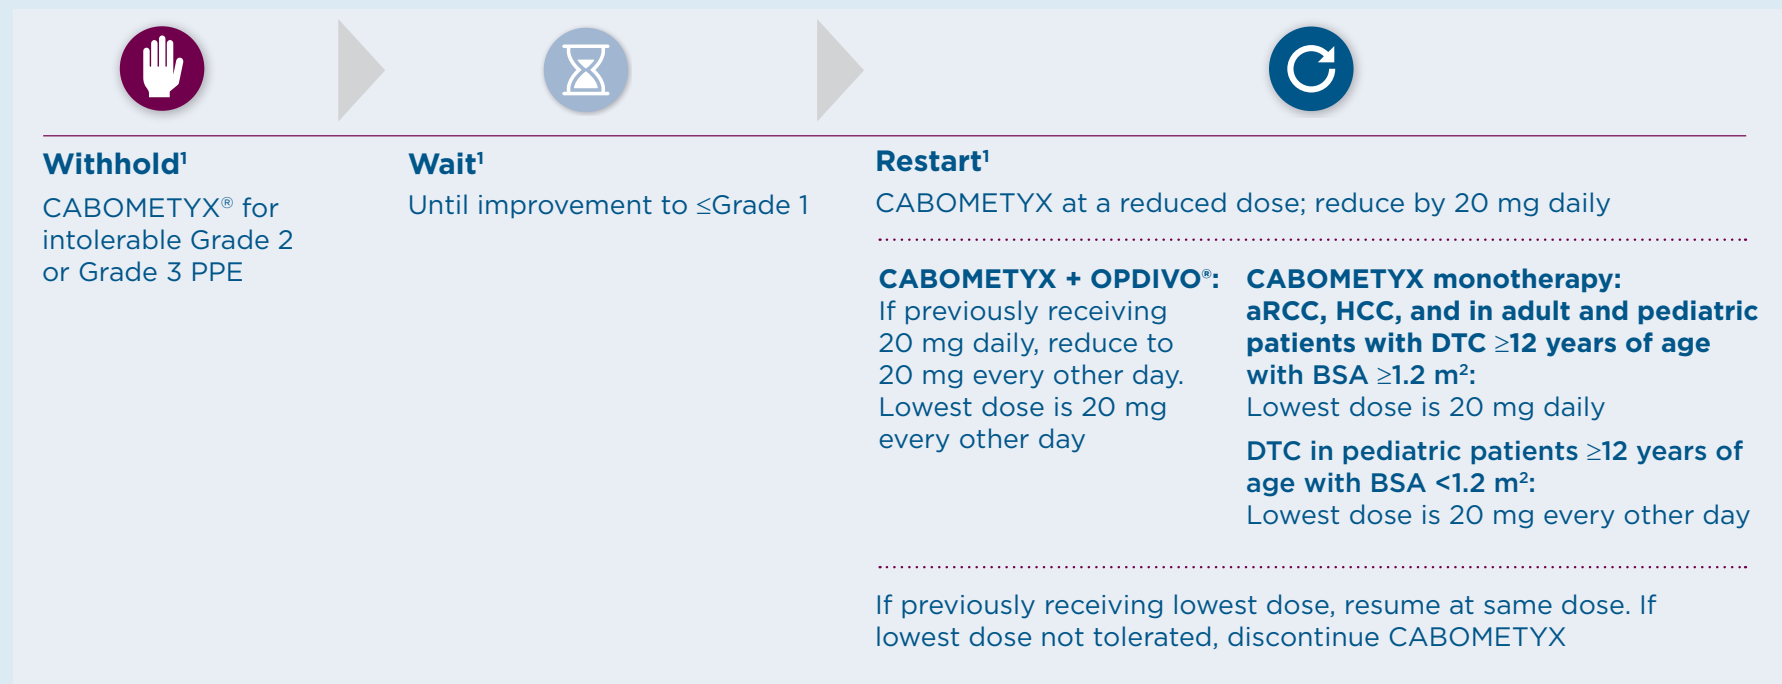 Withhold¹
CABOMETYX® for
intolerable Grade 2
or Grade 3 PPE
Wait¹
Until improvement to ≤Grade 1
Restart¹
CABOMETYX at a reduced dose; reduce by 20 mg daily
CABOMETYX + OPDIVO®:
If previously receiving
20 mg daily, reduce to
20 mg every other day.
Lowest dose is 20 mg
every other day
CABOMETYX monotherapy:
aRCC, HCC, and in adult and pediatric
patients with DTC ≥12 years of age
with BSA ≥1.2 m²:
Lowest dose is 20 mg daily
DTC in pediatric patients ≥12 years of
age with BSA <1.2 m²:
Lowest dose is 20 mg every other day
If previously receiving lowest dose, resume at same dose. If
lowest dose not tolerated, discontinue CABOMETYX